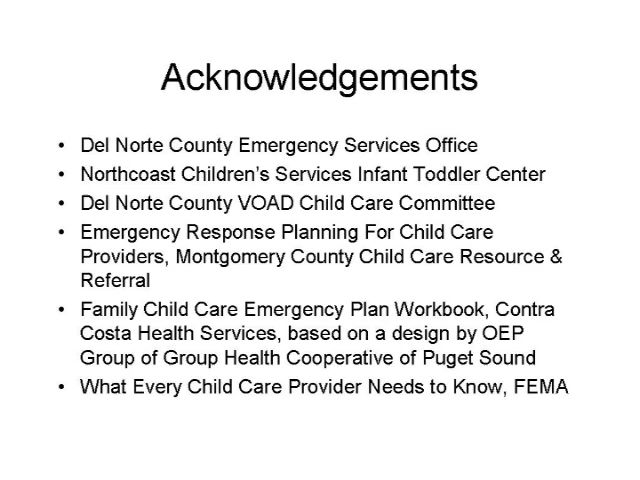 Acknowledgements
• Del Norte County Emergency Services Office
• Northcoast Children's Services Infant Toddler Center
• Del Norte County VOAD Child Care Committee
• Emergency Response Planning For Child Care
Providers, Montgomery County Child Care Resource &
Referral
• Family Child Care Emergency Plan Workbook, Contra
Costa Health Services, based on a design by OEP
Group of Group Health Cooperative of Puget Sound
• What Every Child Care Provider Needs to Know, FEMA